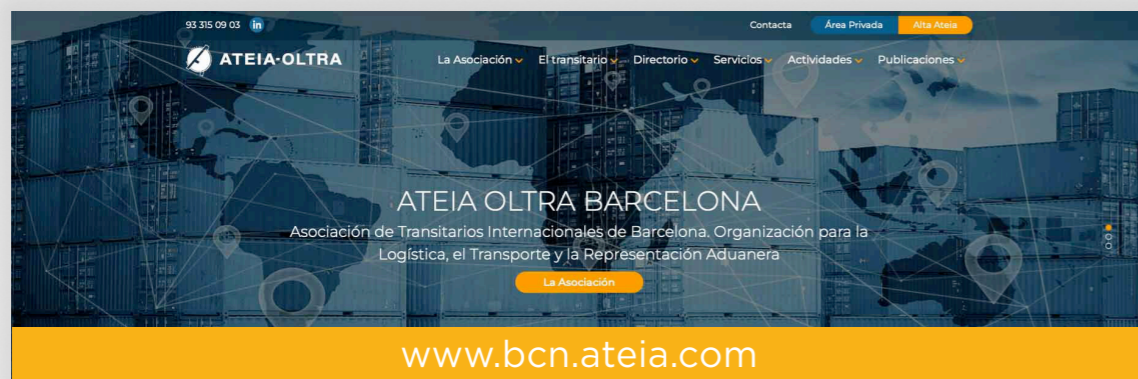 93 315 09 03 in
Contacta Área Privada Alta Ateia
ATEIA·OLTRA
La Asociación El transitario Directorio Servicios Actividades Publicaciones
ATEIA OLTRA BARCELONA
Asociación de Transitarios Internacionales de Barcelona. Organización para la
Logística, el Transporte y la Representación Aduanera
La Asociación
www.bcn.ateia.com